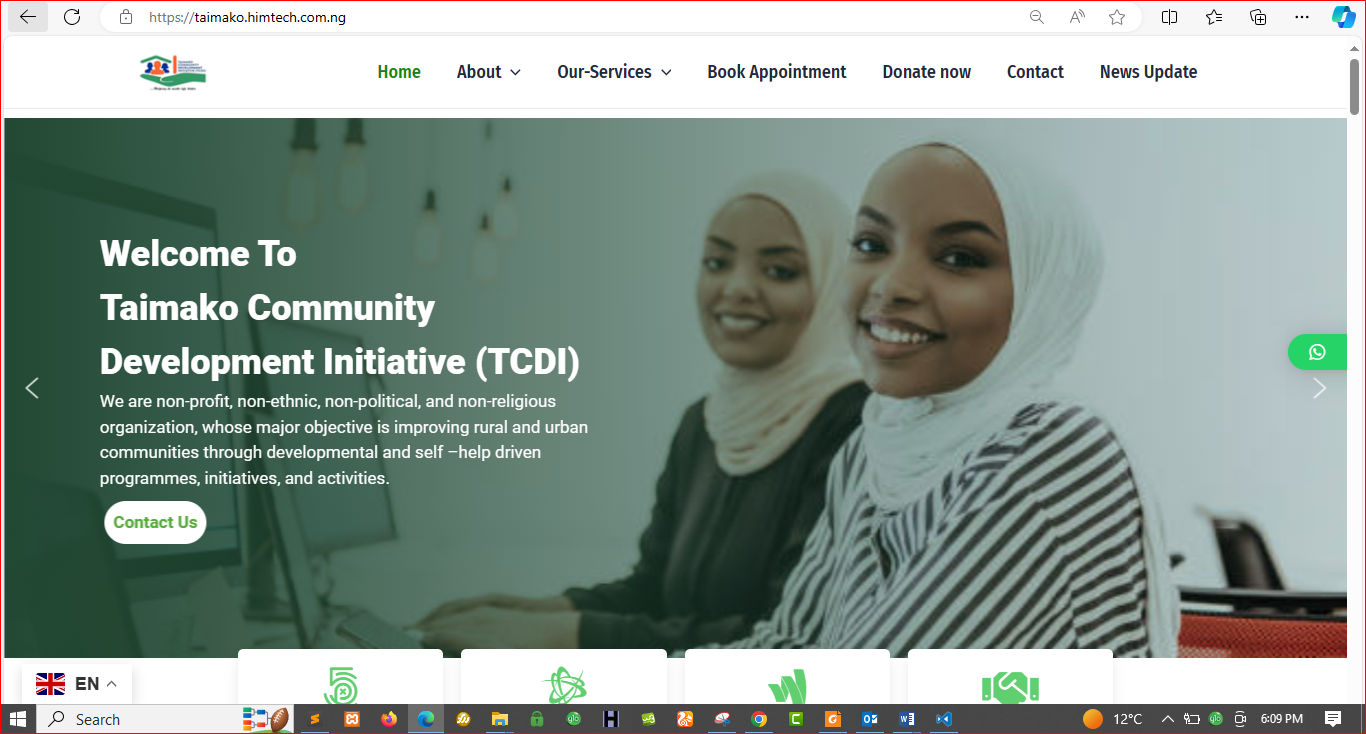 https://taimako.himtech.com.ng
Home About Our-Services Book Appointment Donate now Contact News Update
Welcome To
Taimako Community
Development Initiative (TCDI)
We are non-profit, non-ethnic, non-political, and non-religious
organization, whose major objective is improving rural and urban
communities through developmental and self –help driven
programmes, initiatives, and activities.
Contact Us
EN
Search
12°C
6:09 PM